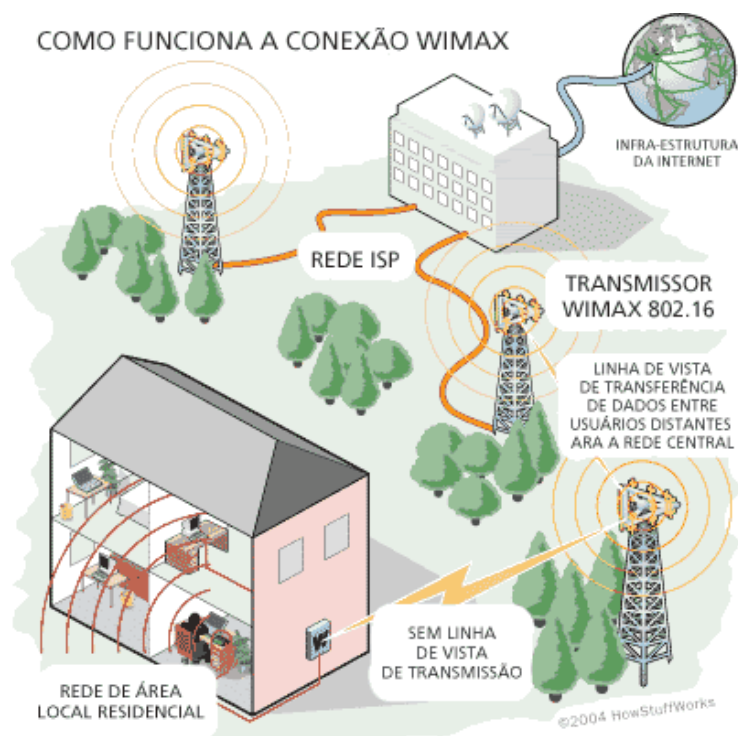 COMO FUNCIONA A CONEXÃO WIMAX
INFRA-ESTRUTURA
DA INTERNET
REDE ISP
TRANSMISSOR
WIMAX 802.16
LINHA DE VISTA
DE TRANSFERÊNCIA
DE DADOS ENTRE
USUÁRIOS DISTANTES
ARA A REDE CENTRAL
SEM LINHA
DE VISTA
DE TRANSMISSÃO
REDE DE ÁREA
LOCAL RESIDENCIAL
©2004 HowStuffWorks